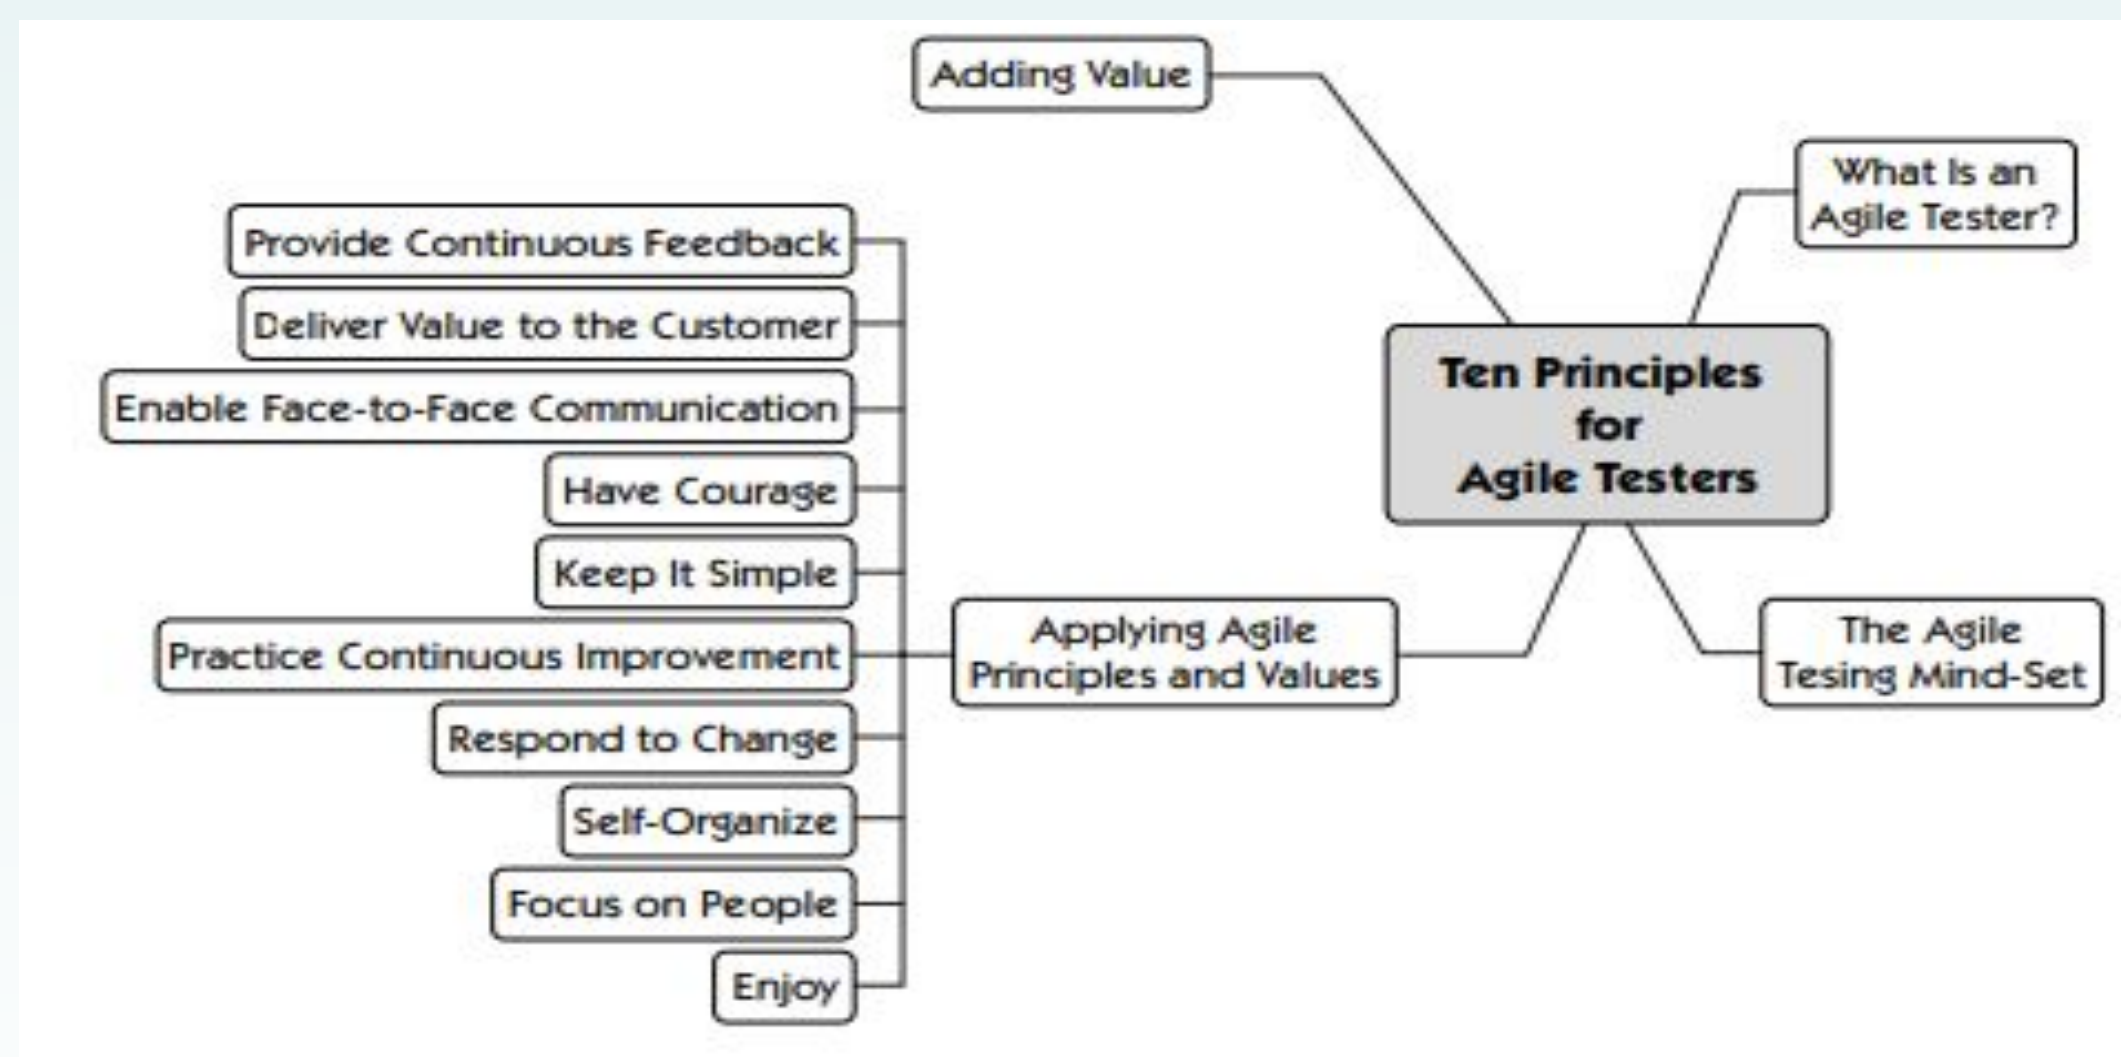 Adding Value
What Is an
Agile Tester?
Provide Continuous Feedback
Deliver Value to the Customer
Enable Face-to-Face Communication
Have Courage
Keep It Simple
Practice Continuous Improvement
Respond to Change
Self-Organize
Focus on People
Enjoy
Ten Principles
for
Agile Testers
Applying Agile
Principles and Values
The Agile
Tesing Mind-Set